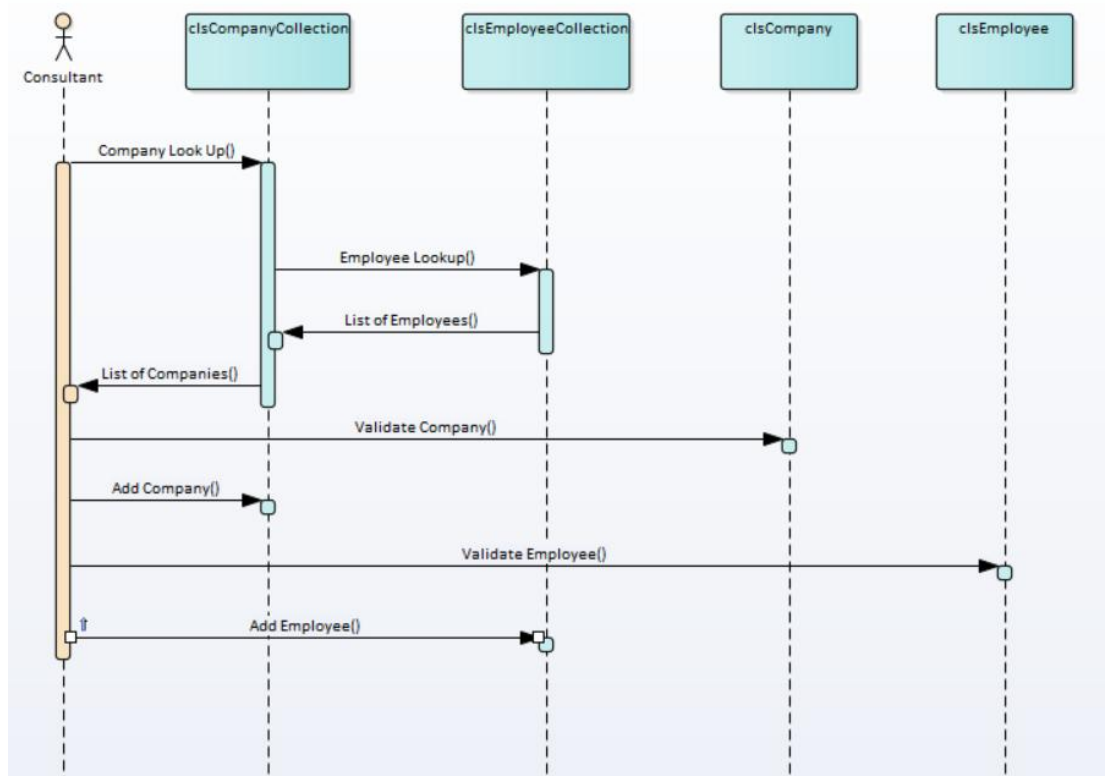 clsCompanyCollection
clsEmployeeCollection
clsCompany
clsEmployee
Consultant
Company Look Up()
Employee Lookup()
List of Employees()
List of Companies()
Validate Company()
Add Company()
Validate Employee()
Add Employee()